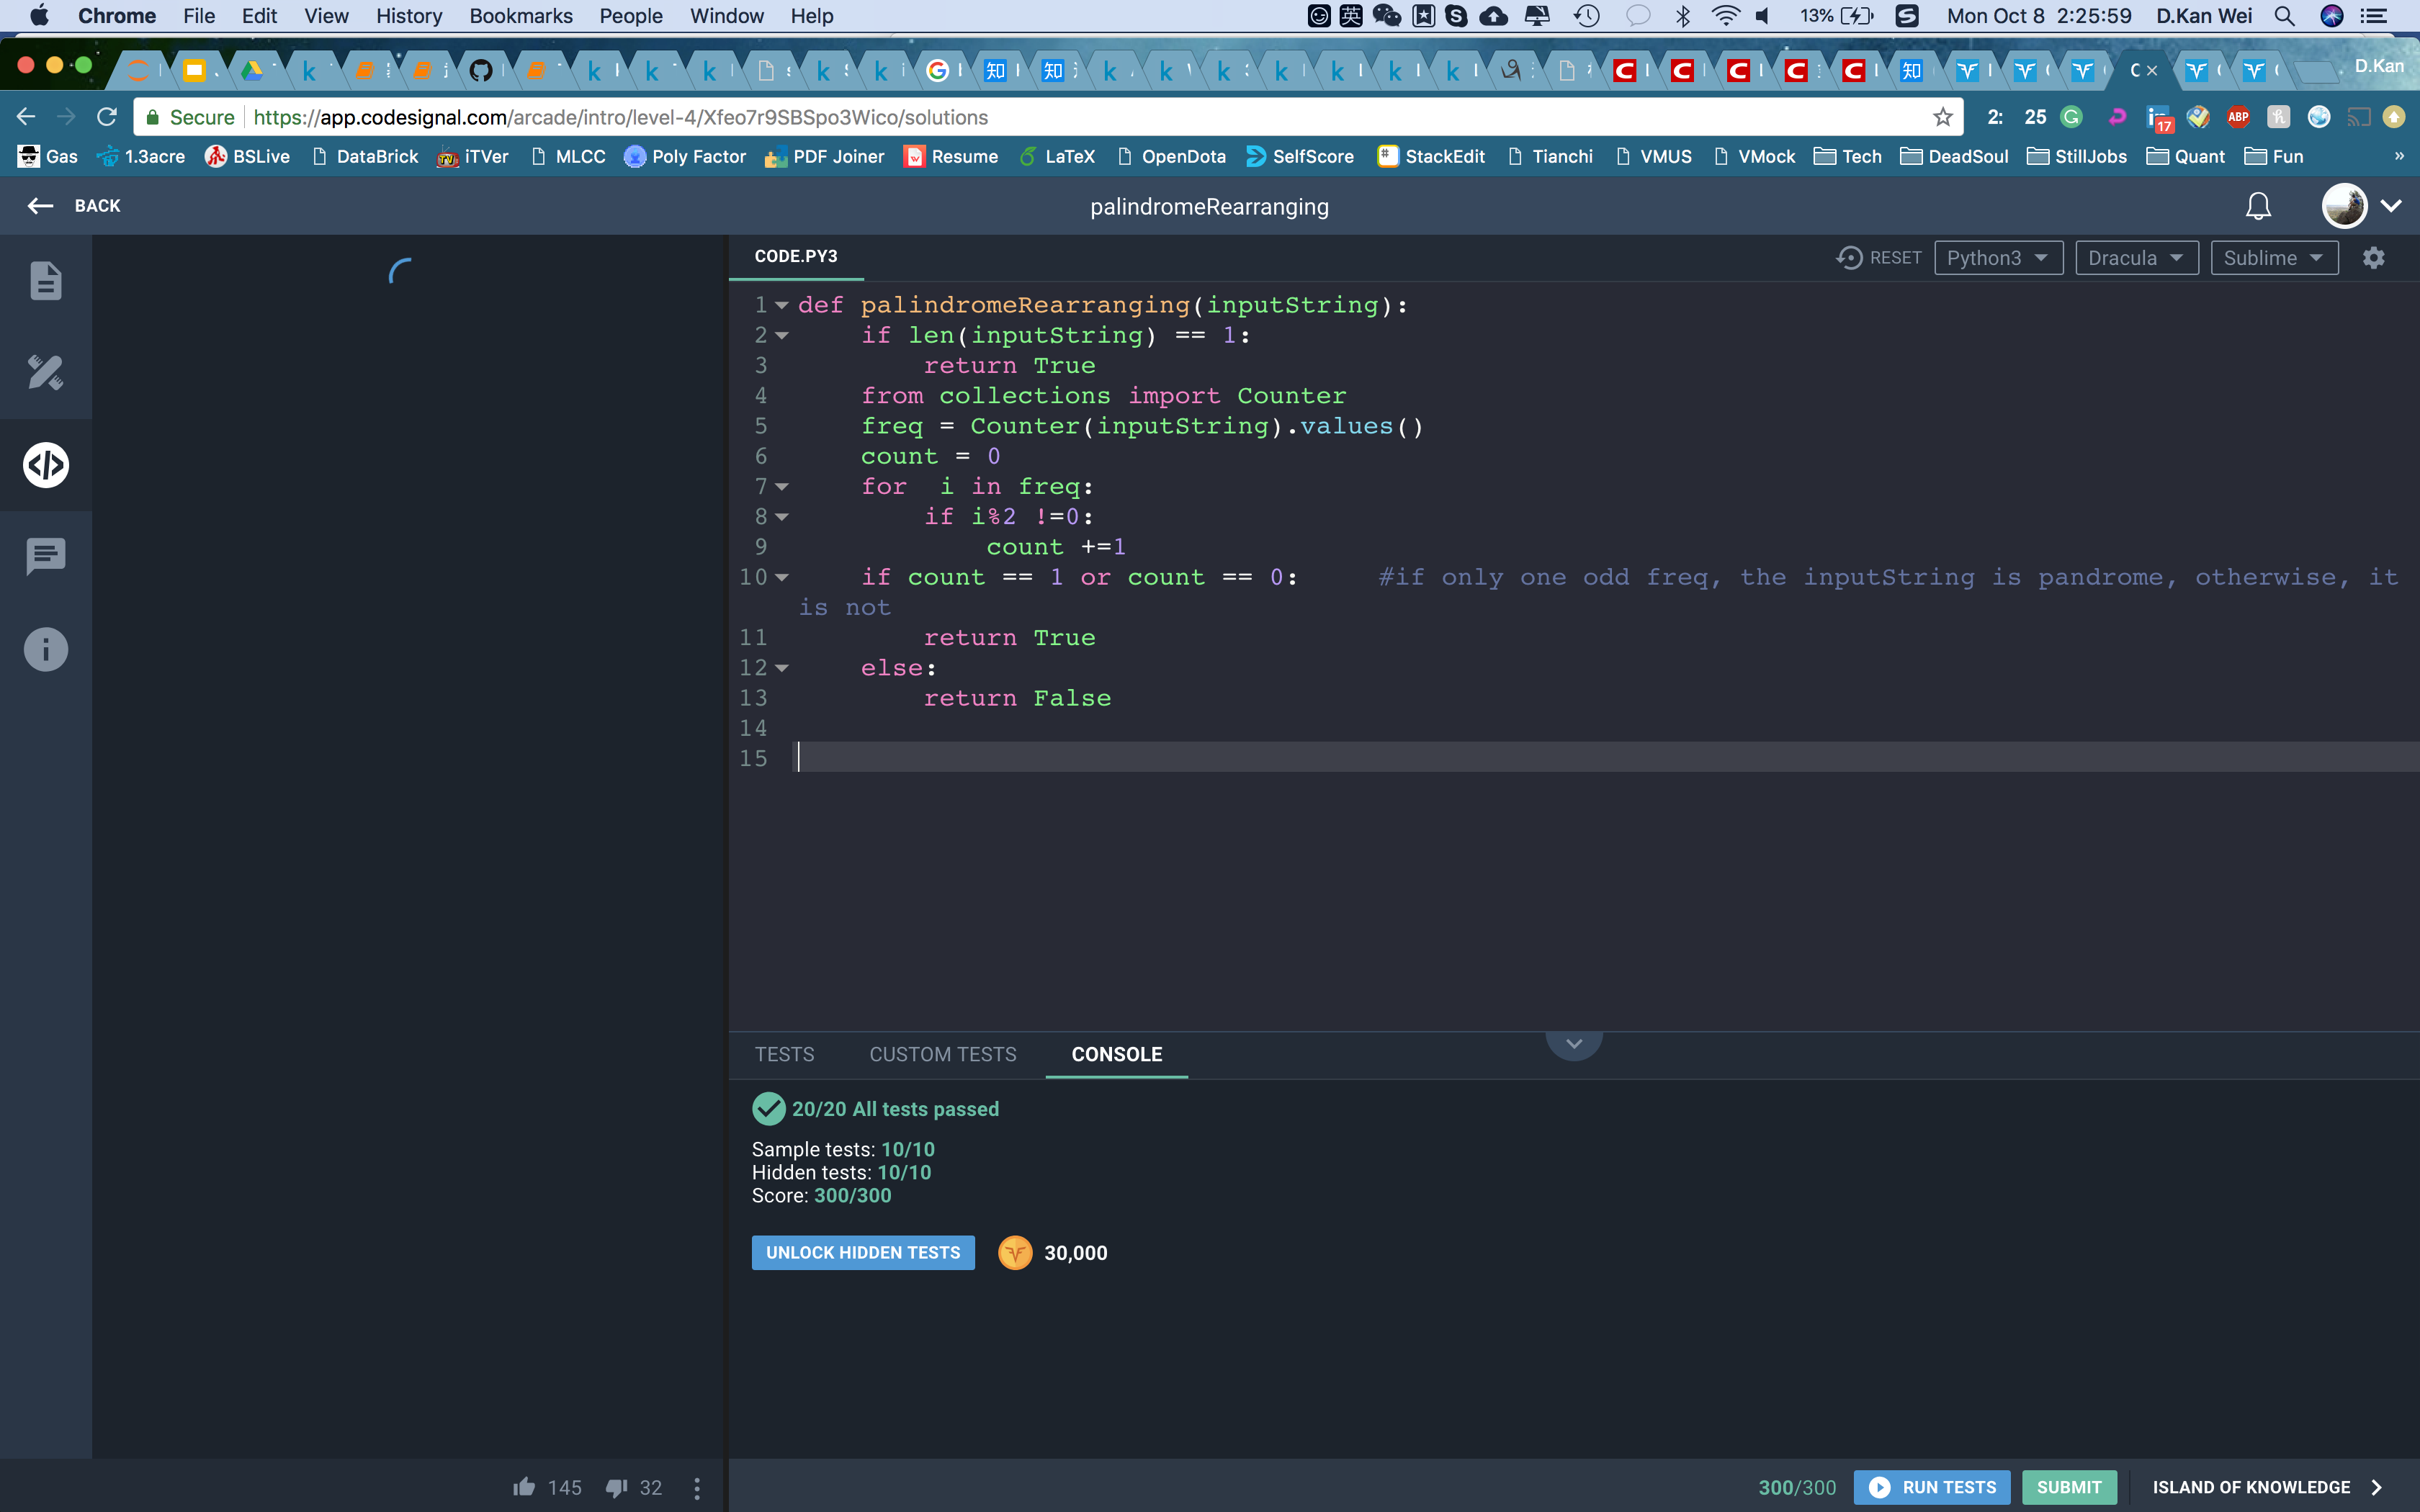 Chrome File Edit View History Bookmarks People Window Help 英 13% Mon Oct 8 2:25:59 D.Kan Wei
知 知 知 D.Kan
Secure https://app.codesignal.com/arcade/intro/level-4/Xfeo7r9SBSpo3Wico/solutions 2: 25 17 ABP
Gas 1.3acre BSLive DataBrick iTVer MLCC Poly Factor PDF Joiner Resume LaTeX OpenDota SelfScore StackEdit Tianchi VMUS VMock Tech DeadSoul StillJobs Quant Fun »
BACK palindromeRearranging
CODE.PY3 RESET Python3 Dracula Sublime
1 def palindromeRearranging(inputString):
2 if len(inputString) == 1:
3 return True
4 from collections import Counter
5 freq = Counter(inputString).values()
6 count = 0
7 for  i in freq:
8 if i%2 !=0:
9 count +=1
10 if count == 1 or count == 0:     #if only one odd freq, the inputString is pandrome, otherwise, it
is not
11 return True
12 else:
13 return False
14
15
TESTS CUSTOM TESTS CONSOLE
20/20 All tests passed
Sample tests: 10/10
Hidden tests: 10/10
Score: 300/300
UNLOCK HIDDEN TESTS 30,000
145 32 300/300 RUN TESTS SUBMIT ISLAND OF KNOWLEDGE